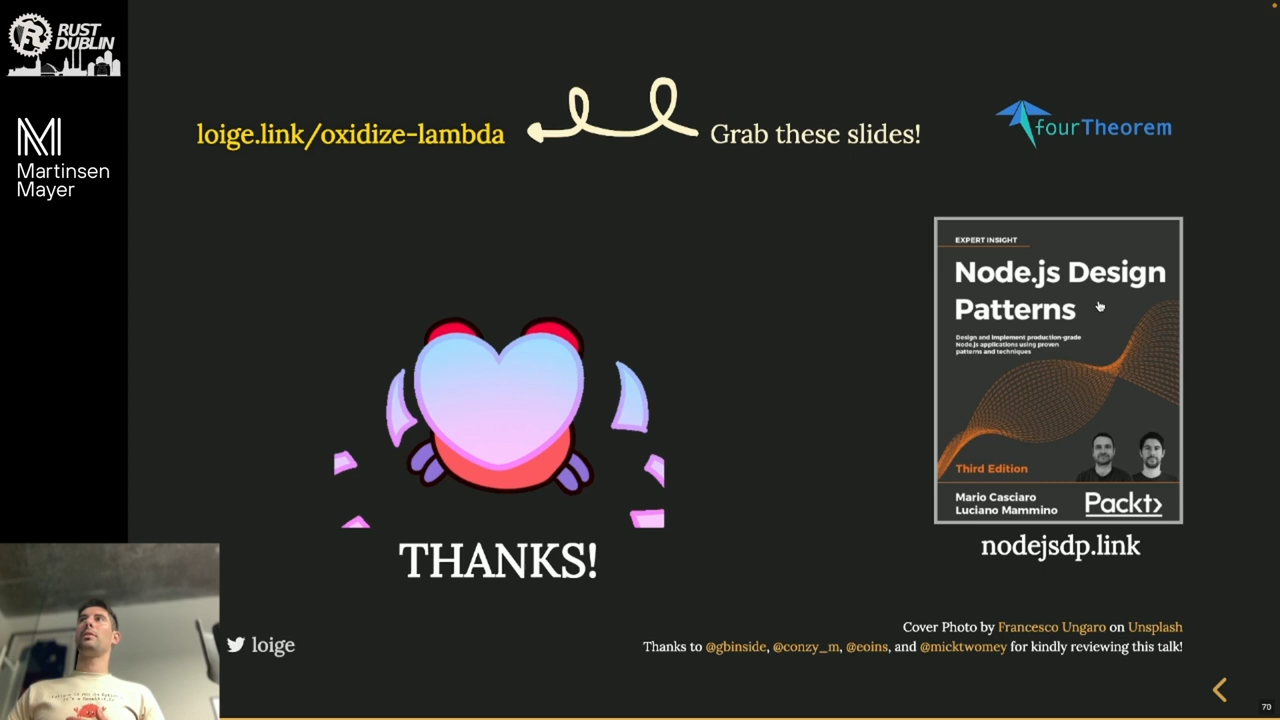 RUST
DUBLIN
Martinsen
Mayer
loige.link/oxidize-lambda
Grab these slides!
fourTheorem
EXPERT INSIGHT
Node.js Design
Patterns
Design and implement production-grade
Node.js applications using proven
patterns and techniques
Third Edition
Mario Casciaro
Luciano Mammino
Packt>
nodejsdp.link
THANKS!
loige
Cover Photo by Francesco Ungaro on Unsplash
Thanks to @gbinside, @conzy_m, @eoins, and @micktwomey for kindly reviewing this talk!
70